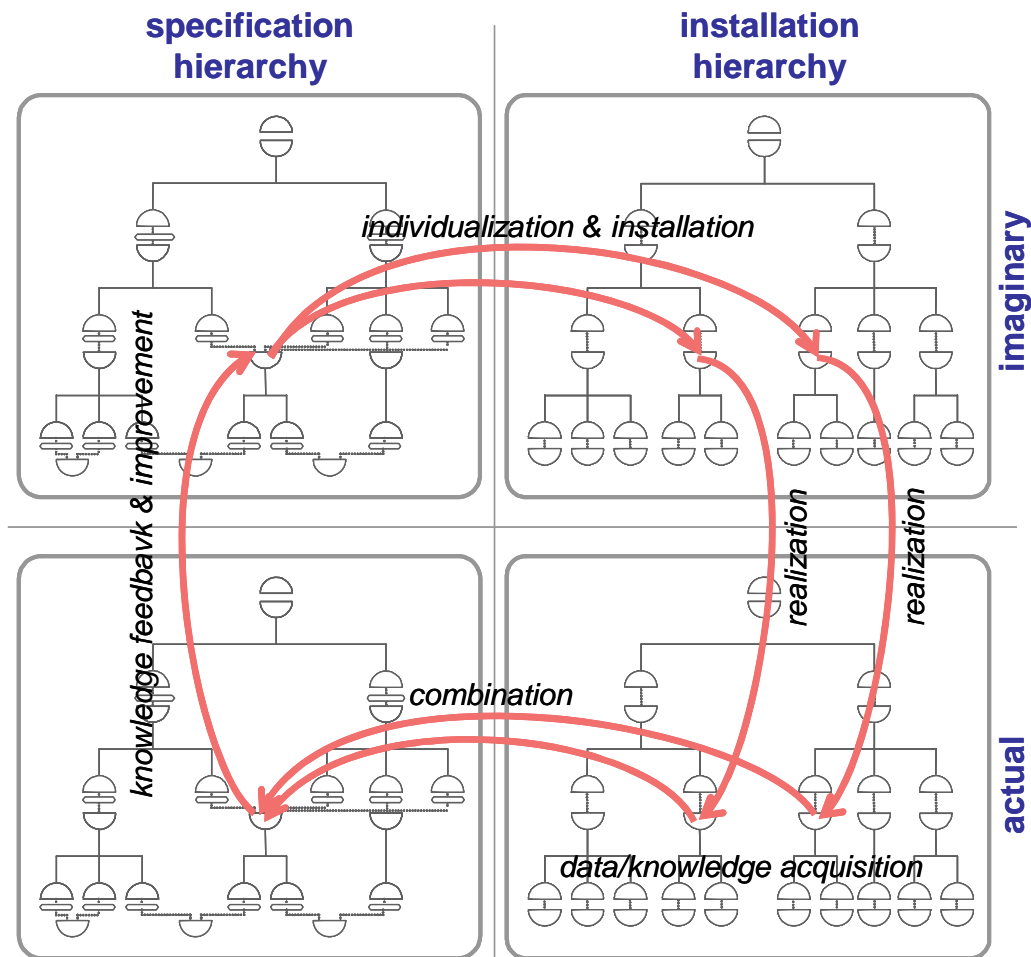 specification
hierarchy
installation
hierarchy
individualization & installation
imaginary
knowledge feedbavk & improvement
realization
realization
combination
actual
data/knowledge acquisition